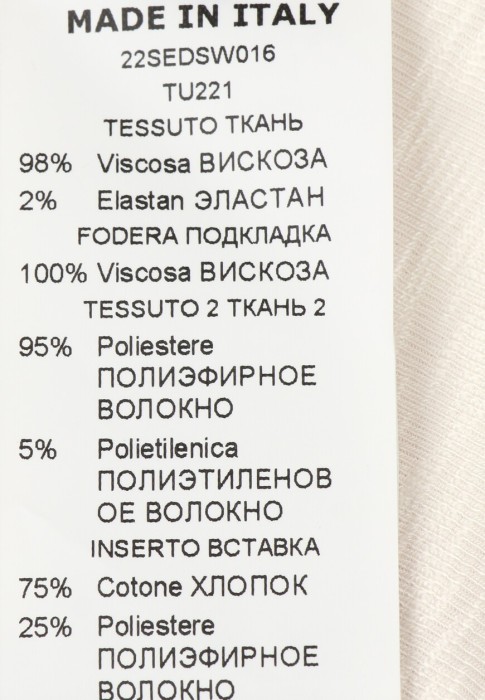 MADE IN ITALY
22SEDSW016
TU221
TESSUTO ТКАНЬ
98% Viscosa ВИСКОЗА
2% Elastan ЭЛАСТАН
FODERA ПОДКЛАДКА
100% Viscosa ВИСКОЗА
TESSUTO 2 ТКАНЬ 2
95% Poliestere
ПОЛИЭФИРНОЕ
ВОЛОКНО
5% Polietilenica
ПОЛИЭТИЛЕНОВ
ОЕ ВОЛОКНО
INSERTO ВСТАВКА
75% Cotone ХЛОПОК
25% Poliestere
ПОЛИЭФИРНОЕ
ВОЛОКНО